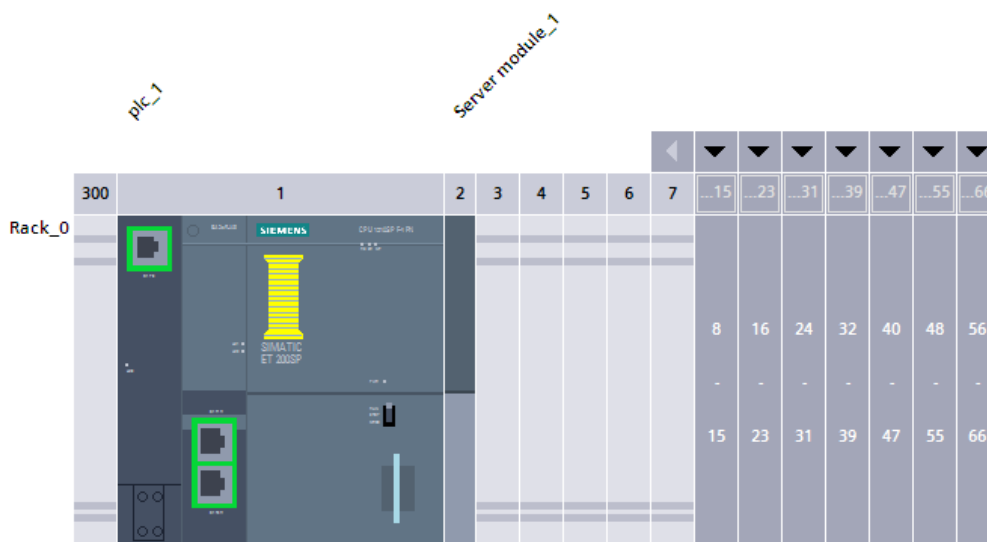 plc_1
Server module_1
300 1 2 3 4 5 6 7 ...15 ...23 ...31 ...39 ...47 ...55 ...66
Rack_0
SIEMENS
SIMATIC
ET 200SP
8 16 24 32 40 48 56
- - - - - - -
15 23 31 39 47 55 66